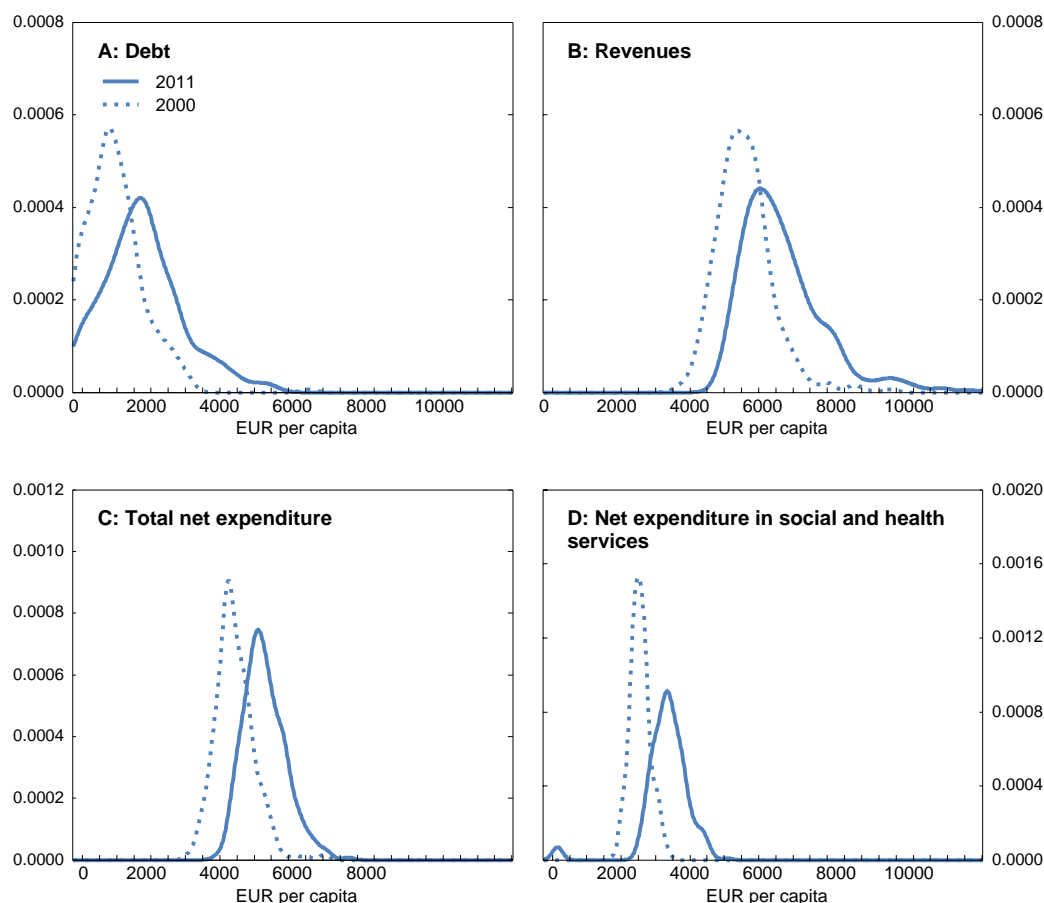 A: Debt
2011
2000
0.0008
0.0006
0.0004
0.0002
0.0000
0 2000 4000 6000 8000 10000
EUR per capita
B: Revenues
0.0008
0.0006
0.0004
0.0002
0.0000
0 2000 4000 6000 8000 10000
EUR per capita
C: Total net expenditure
0.0012
0.0010
0.0008
0.0006
0.0004
0.0002
0.0000
0 2000 4000 6000 8000
EUR per capita
D: Net expenditure in social and health
services
0.0020
0.0016
0.0012
0.0008
0.0004
0.0000
0 2000 4000 6000 8000 10000
EUR per capita